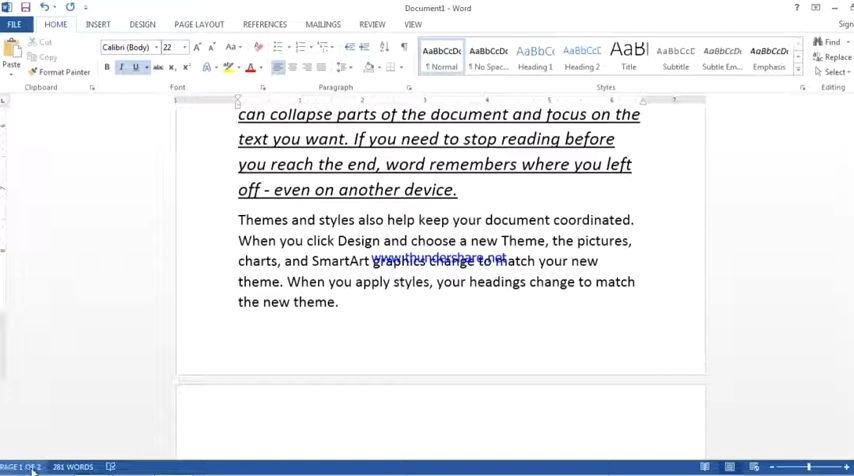 Document1 - Word
FILE HOME INSERT DESIGN PAGE LAYOUT REFERENCES MAILINGS REVIEW VIEW
Cut
Copy
Format Painter
Paste
Calibri (Body) 22
AaBbCcDc AaBbCcDc AaBbCc AaBbCcC AaBl AaBbCcD AaBbCcDc AaBbCcDc
¶ Normal ¶ No Spac... Heading 1 Heading 2 Title Subtitle Subtle Em... Emphasis
Find
Replace
Select
Clipboard Font Paragraph Styles Editing
can collapse parts of the document and focus on the
text you want. If you need to stop reading before
you reach the end, word remembers where you left
off - even on another device.
Themes and styles also help keep your document coordinated.
When you click Design and choose a new Theme, the pictures,
charts, and SmartArt graphics change to match your new
www.thundershare.net
theme. When you apply styles, your headings change to match
the new theme.
PAGE 1 OF 2 281 WORDS